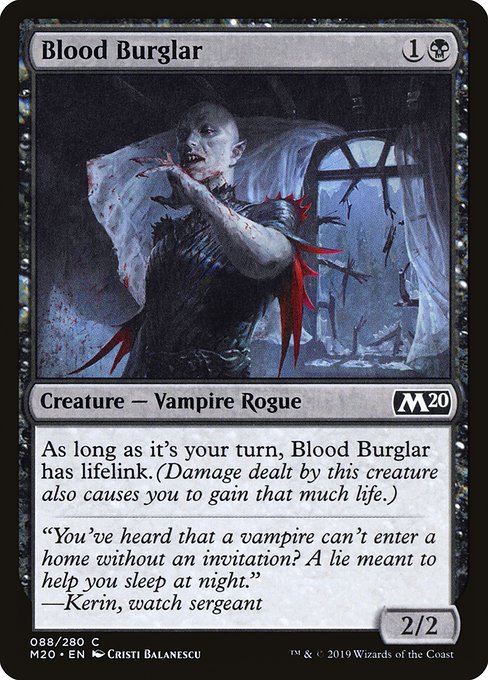 Blood Burglar 1
Creature — Vampire Rogue M20
As long as it's your turn, Blood Burglar
has lifelink.(Damage dealt by this creature
also causes you to gain that much life.)
“You've heard that a vampire can't enter a
home without an invitation? A lie meant to
help you sleep at night.”
—Kerin, watch sergeant
2/2
088/280 C
M20 • EN Cristi Balanescu ™ & © 2019 Wizards of the Coast